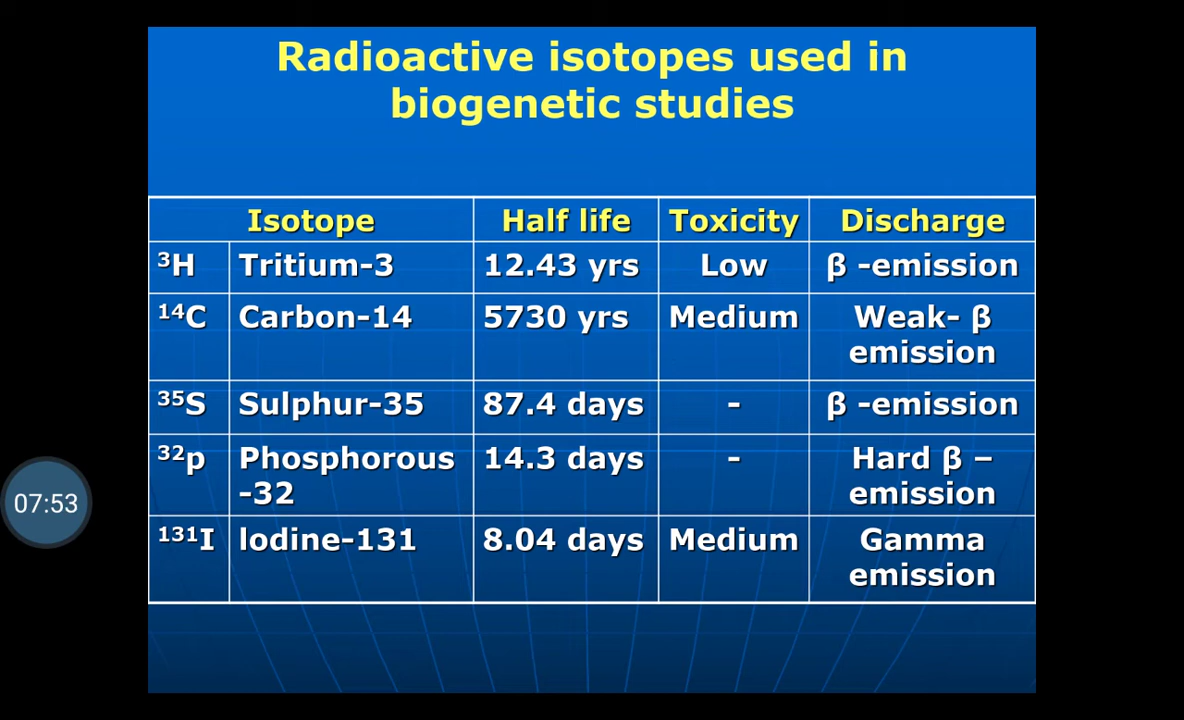 Radioactive isotopes used in
biogenetic studies
Isotope Half life Toxicity Discharge
³H Tritium-3 12.43 yrs Low β -emission
¹⁴C Carbon-14 5730 yrs Medium Weak- β
emission
³⁵S Sulphur-35 87.4 days - β -emission
³²p Phosphorous 14.3 days - Hard β –
-32 emission
¹³¹I Iodine-131 8.04 days Medium Gamma
emission
07:53